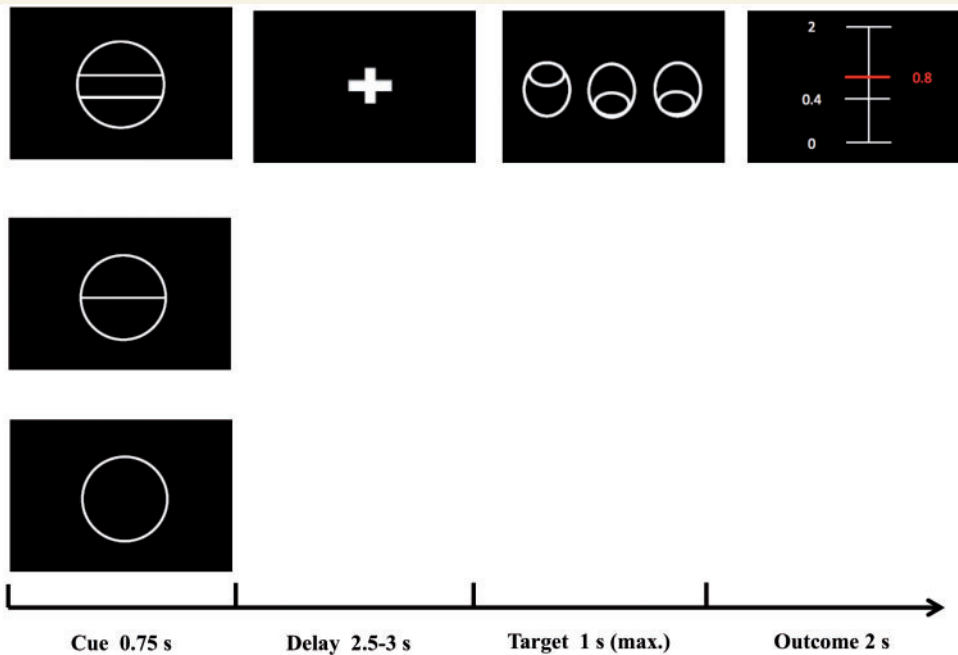 2
0.8
0.4
0
Cue 0.75 s
Delay 2.5-3 s
Target 1 s (max.)
Outcome 2 s